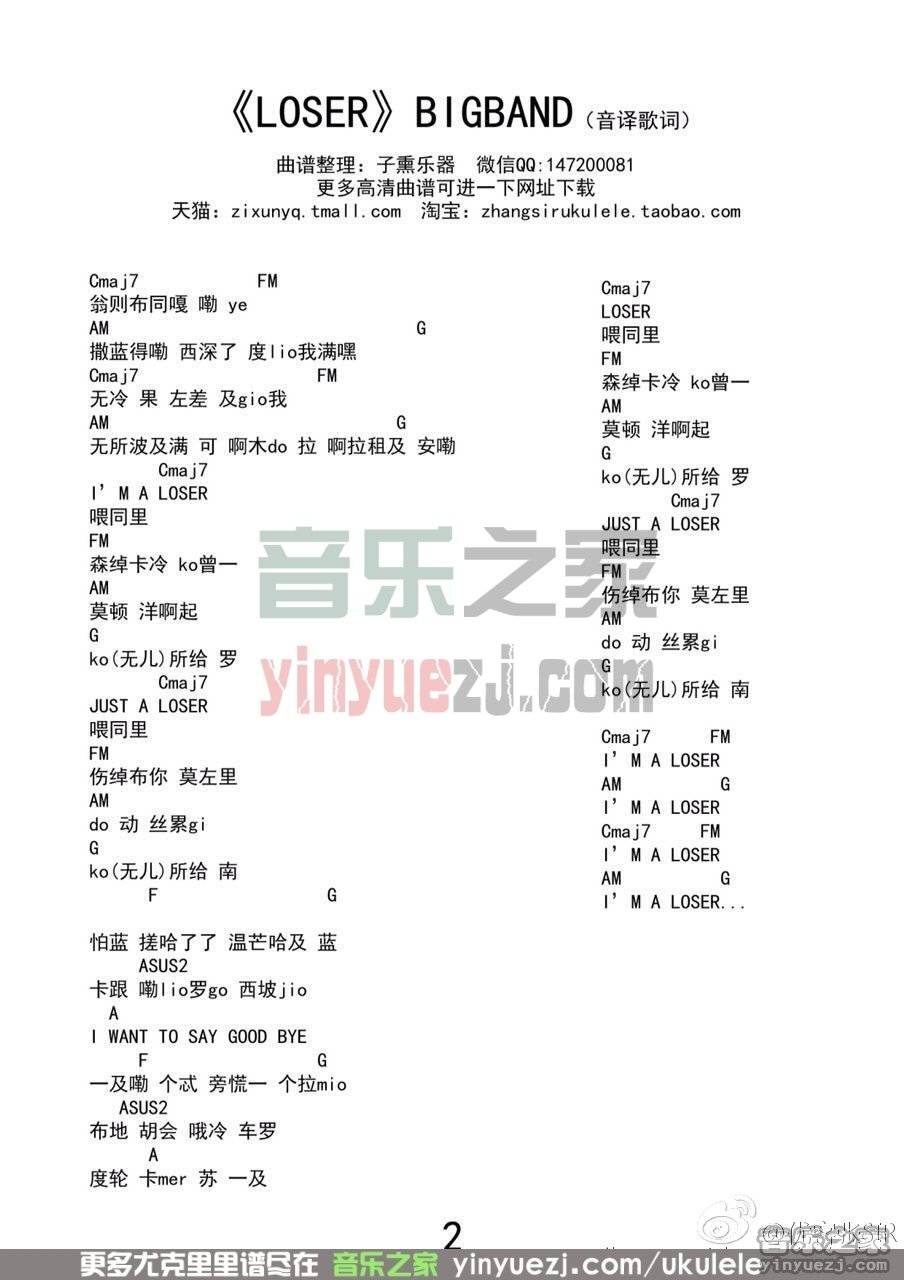 《LOSER》BIGBAND（音译歌词）
曲谱整理：子熏乐器 微信QQ:147200081
更多高清曲谱可进一下网址下载
天猫：zixunyq.tmall.com 淘宝：zhangsirukulele.taobao.com
Cmaj7 FM
翁则布同嘎 嘞 ye
AM G
撒蓝得嘞 西深了 度lio我满嘿
Cmaj7 FM
无冷 果 左差 及gio我
AM G
无所波及满 可 啊木do 拉 啊拉租及 安嘞
Cmaj7
I'M A LOSER
喂同里
FM
森绰卡冷 ko曾一
AM
莫顿 洋啊起
G
ko(无儿)所给 罗
Cmaj7
JUST A LOSER
喂同里
FM
伤绰布你 莫左里
AM
do 动 丝累gi
G
ko(无儿)所给 南
F G
怕蓝 搓哈了了 温芒哈及 蓝
ASUS2
卡跟 嘞lio罗go 西坡jio
A
I WANT TO SAY GOOD BYE
F G
一及嘞 个忒 旁慌一 个拉mio
ASUS2
布地 胡会 哦冷 车罗
A
度轮 卡mer 苏 一及
Cmaj7
LOSER
喂同里
FM
森绰卡冷 ko曾一
AM
莫顿 洋啊起
G
ko(无儿)所给 罗
Cmaj7
JUST A LOSER
喂同里
FM
伤绰布你 莫左里
AM
do 动 丝累gi
G
ko(无儿)所给 南
Cmaj7 FM
I'M A LOSER
AM G
I'M A LOSER
Cmaj7 FM
I'M A LOSER
AM G
I'M A LOSER...
音乐之家
yinyuezj.com
2
更多尤克里里谱尽在 音乐之家 yinyuezj.com/ukulele
音乐之家